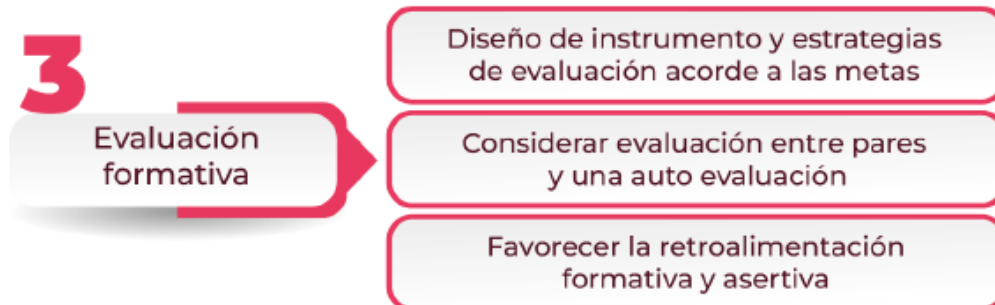 3
Evaluación
formativa
Diseño de instrumento y estrategias
de evaluación acorde a las metas
Considerar evaluación entre pares
y una auto evaluación
Favorecer la retroalimentación
formativa y asertiva